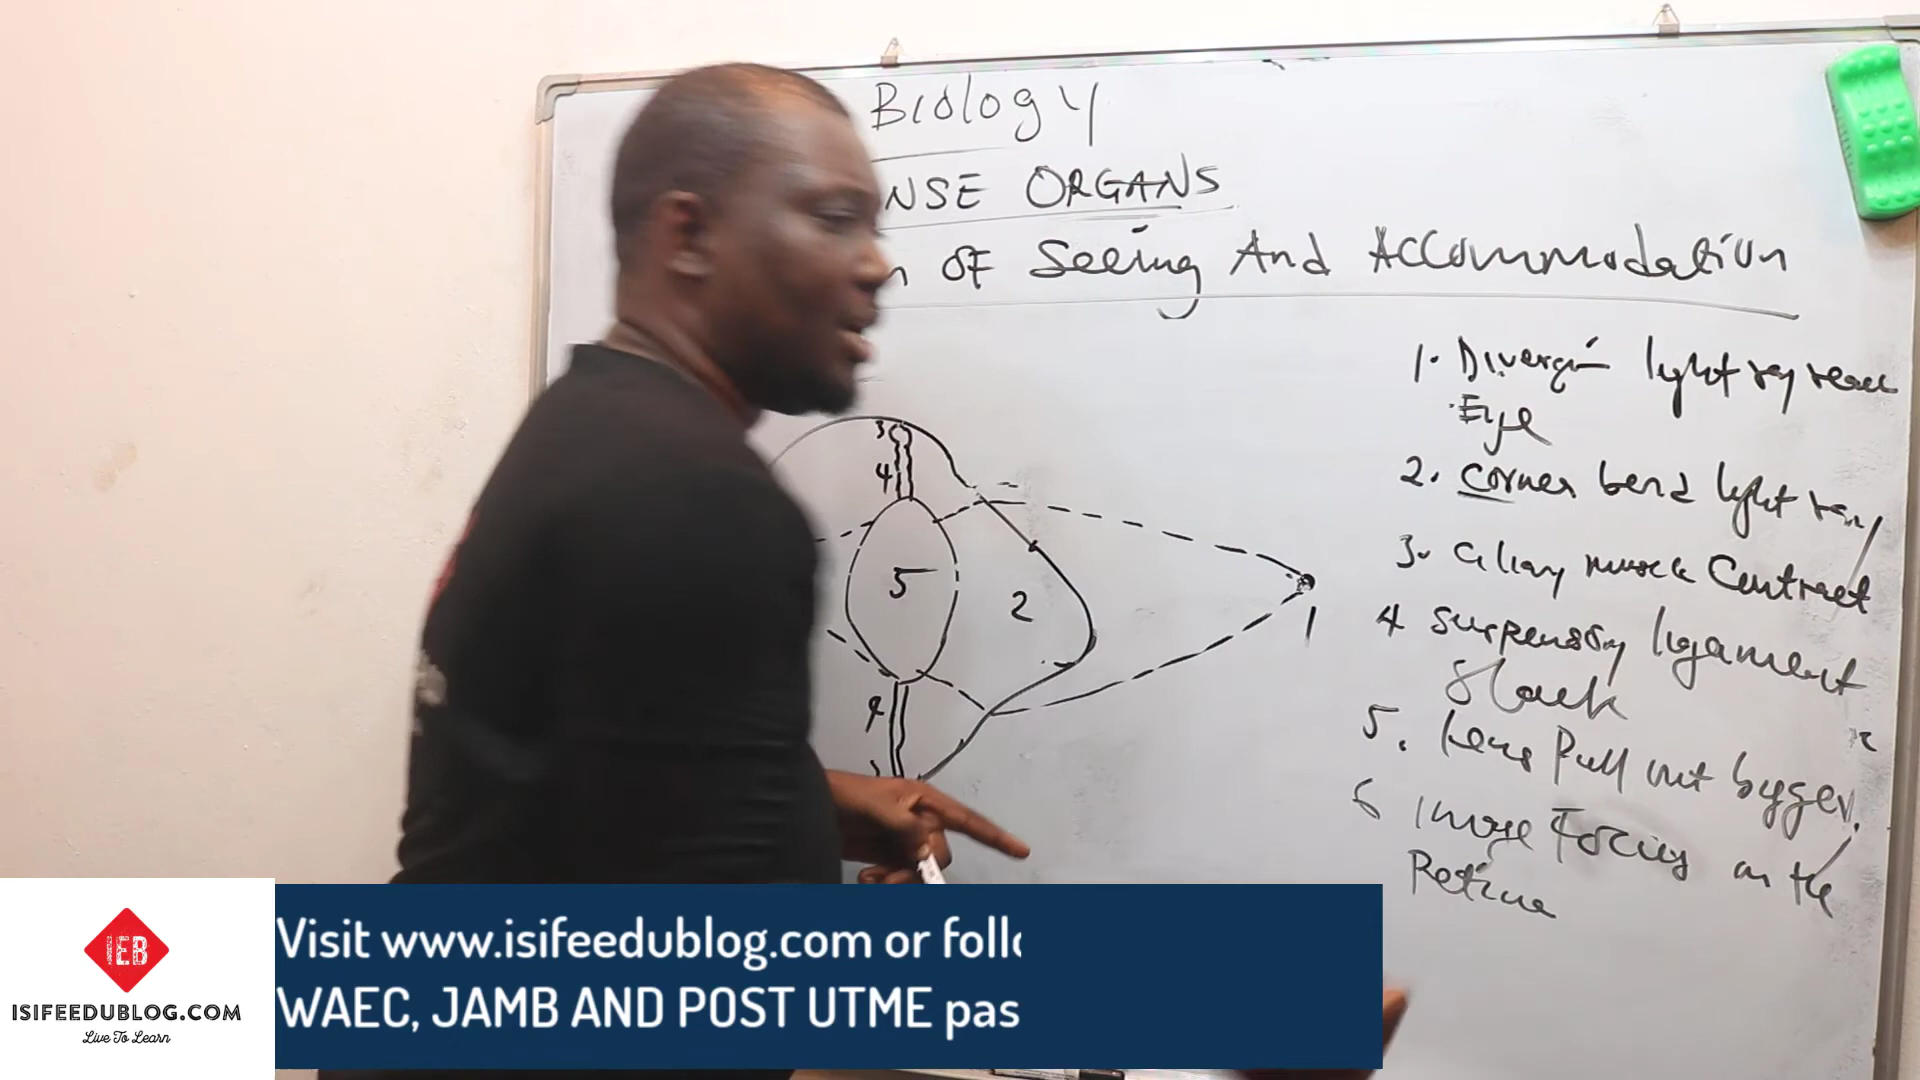 Biology
NSE ORGANS
n OF Seeing And Accommodation
1. Divergin light ray reach
Eye
2. Cornea bend light ray
3. Ciliary muscle Contract
4 Suspensory ligament
Slack
5. Lens Pull out bigger
6 Image Focus on the
Retina
3
4
5
2
1
4
IEB
ISIFEEDUBLOG.COM
Live To Learn
Visit www.isifeedublog.com or follo
WAEC, JAMB AND POST UTME pas